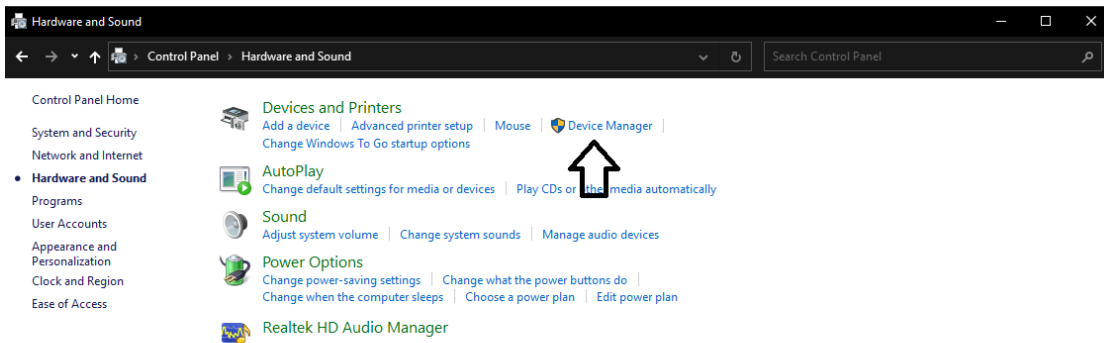 Hardware and Sound
Control Panel > Hardware and Sound
Search Control Panel
Control Panel Home
System and Security
Network and Internet
Hardware and Sound
Programs
User Accounts
Appearance and
Personalization
Clock and Region
Ease of Access
Devices and Printers
Add a device | Advanced printer setup | Mouse | Device Manager |
Change Windows To Go startup options
AutoPlay
Change default settings for media or devices | Play CDs or other media automatically
Sound
Adjust system volume | Change system sounds | Manage audio devices
Power Options
Change power-saving settings | Change what the power buttons do |
Change when the computer sleeps | Choose a power plan | Edit power plan
Realtek HD Audio Manager